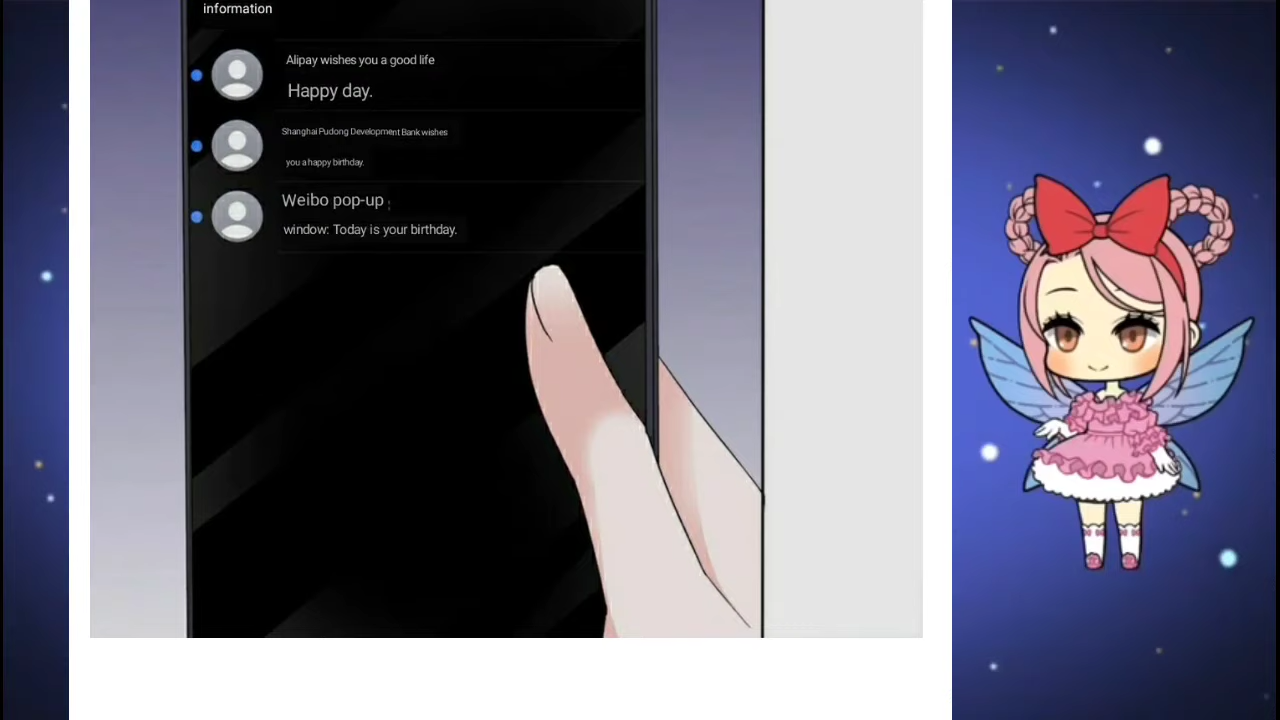 information
Alipay wishes you a good life
Happy day.
Shanghai Pudong Development Bank wishes
you a happy birthday.
Weibo pop-up
window: Today is your birthday.